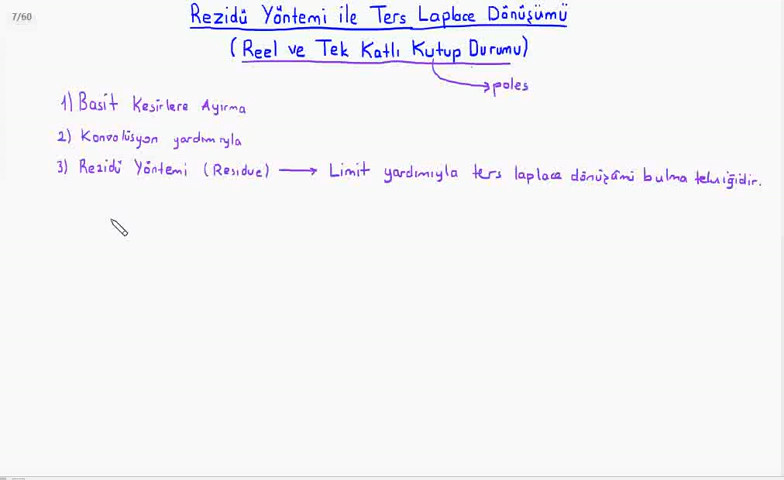 7/60
Rezidü Yöntemi ile Ters Laplace Dönüşümü
(Reel ve Tek Katlı Kutup Durumu)
poles
1) Basit Kesirlere Ayırma
2) Konvolüsyon yardımıyla
3) Rezidü Yöntemi (Residue) → Limit yardımıyla ters laplace dönüşümü bulma tekniğidir.